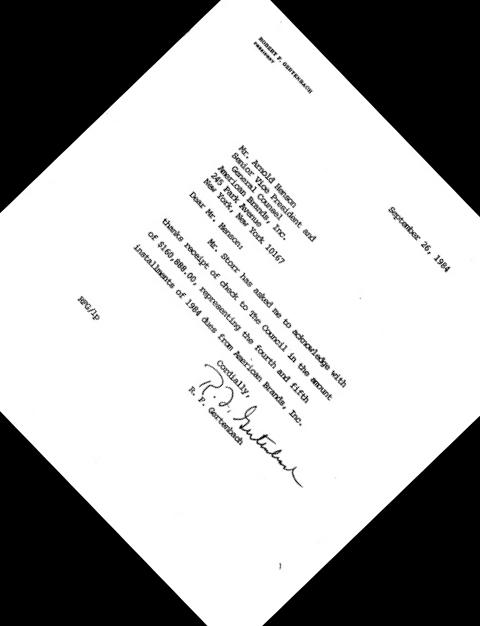 ROBERT F. GERTENBACH
PRESIDENT
September 26, 1984
Mr. Arnold Henson
Senior Vice President and
General Counsel
American Brands, Inc.
245 Park Avenue
New York, New York 10167
Dear Mr. Henson:
Mr. Storr has asked me to acknowledge with
thanks receipt of check to The Council in the amount
of $160,888.00, representing the fourth and fifth
installments of 1984 dues from American Brands, Inc.
Cordially,
R. F. Gertenbach
R. F. Gertenbach
RFG/lp